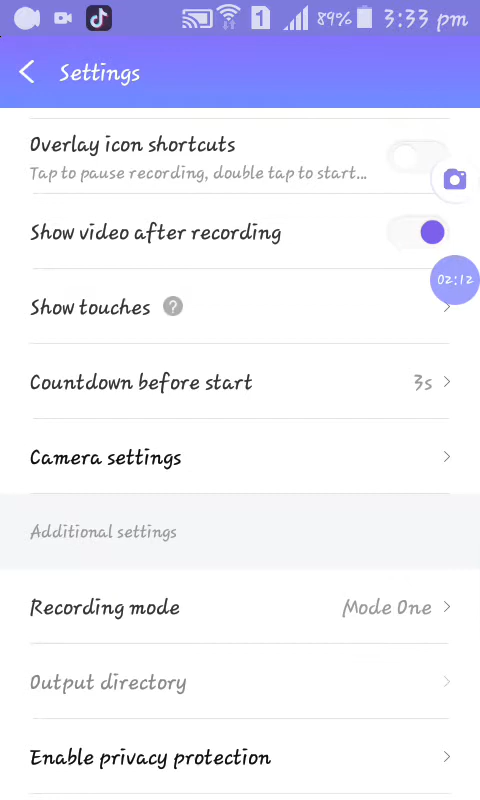 1 89% 3:33 pm
Settings
Overlay icon shortcuts
Tap to pause recording, double tap to start...
Show video after recording
02:12
Show touches ?
Countdown before start 3s
Camera settings
Additional settings
Recording mode Mode One
Output directory
Enable privacy protection